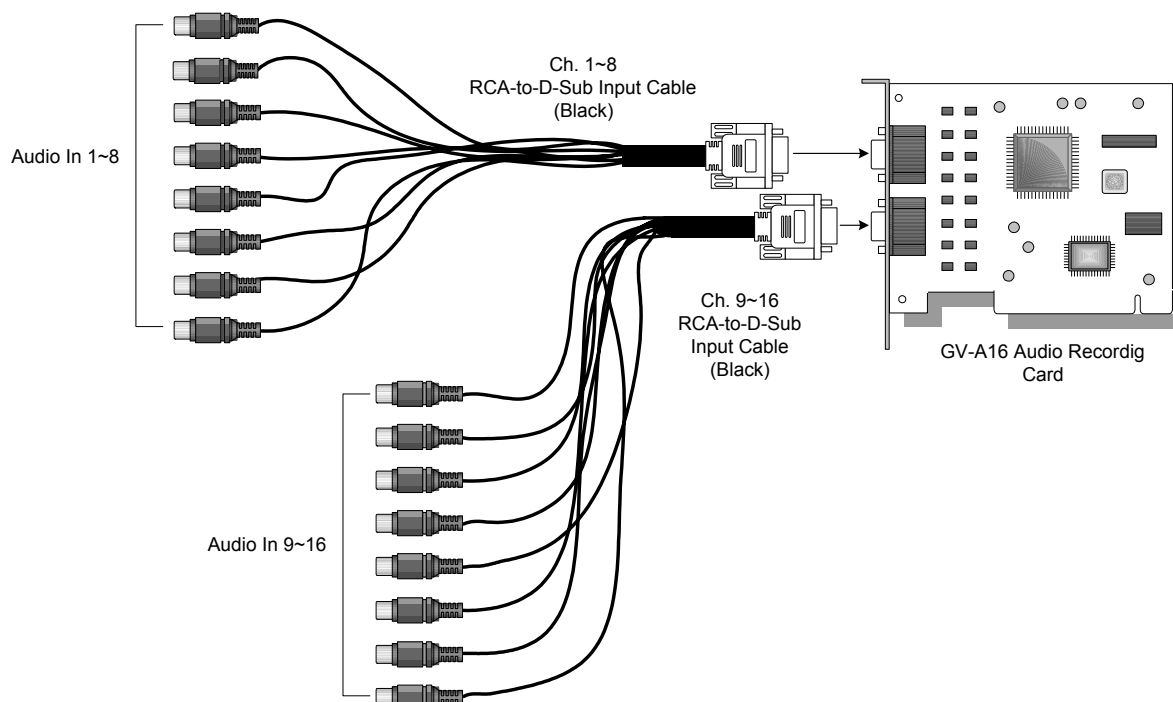 Ch. 1~8
RCA-to-D-Sub Input Cable
(Black)
Audio In 1~8
Ch. 9~16
RCA-to-D-Sub
Input Cable
(Black)
GV-A16 Audio Recordig
Card
Audio In 9~16